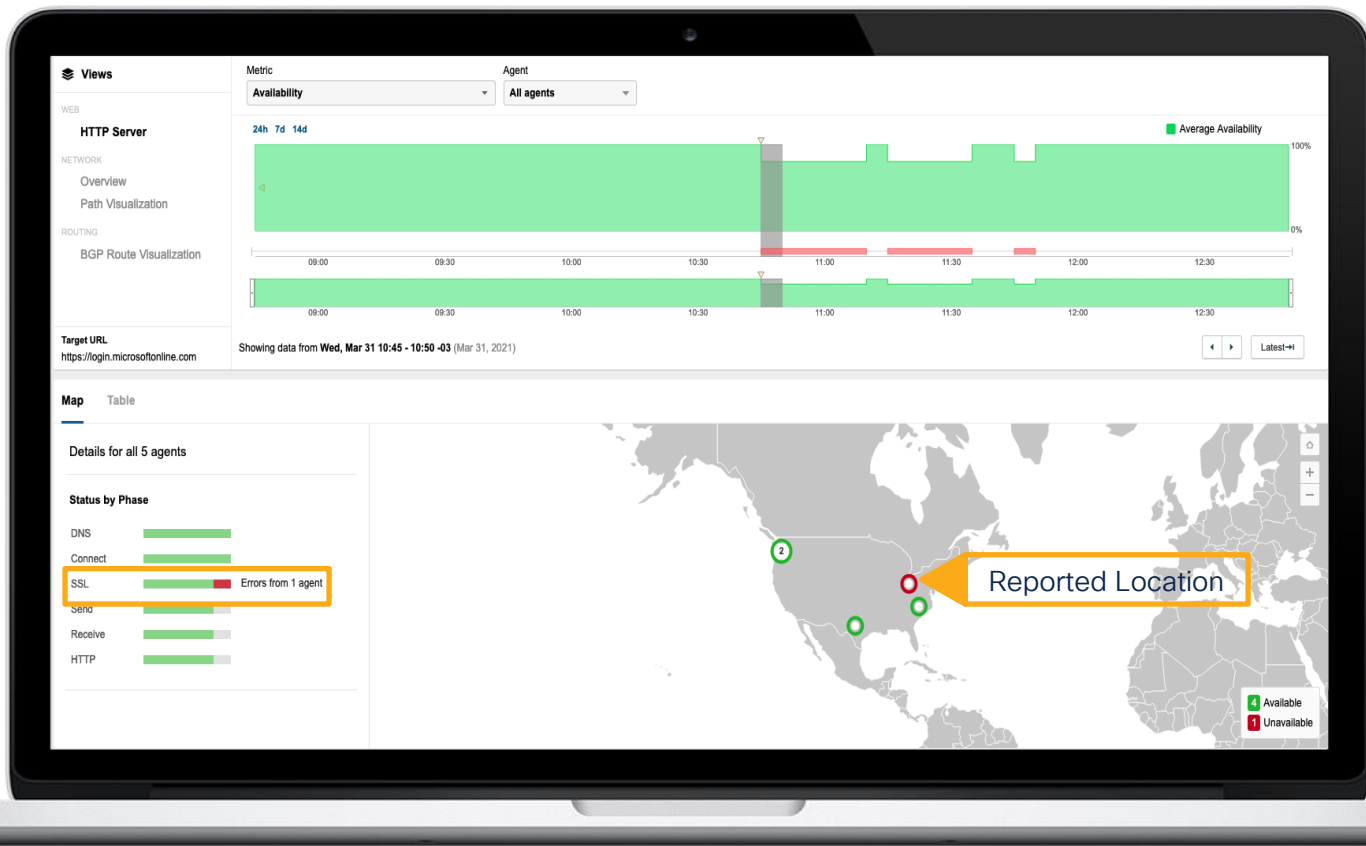 Views
WEB
HTTP Server
NETWORK
Overview
Path Visualization
ROUTING
BGP Route Visualization
Target URL
https://login.microsoftonline.com
Metric
Availability
Agent
All agents
24h 7d 14d
Average Availability
100%
0%
09:00 09:30 10:00 10:30 11:00 11:30 12:00 12:30
09:00 09:30 10:00 10:30 11:00 11:30 12:00 12:30
Showing data from Wed, Mar 31 10:45 - 10:50 -03 (Mar 31, 2021)
Latest
Map Table
Details for all 5 agents
Status by Phase
DNS
Connect
SSL Errors from 1 agent
Send
Receive
HTTP
2
Reported Location
+
−
4 Available
1 Unavailable